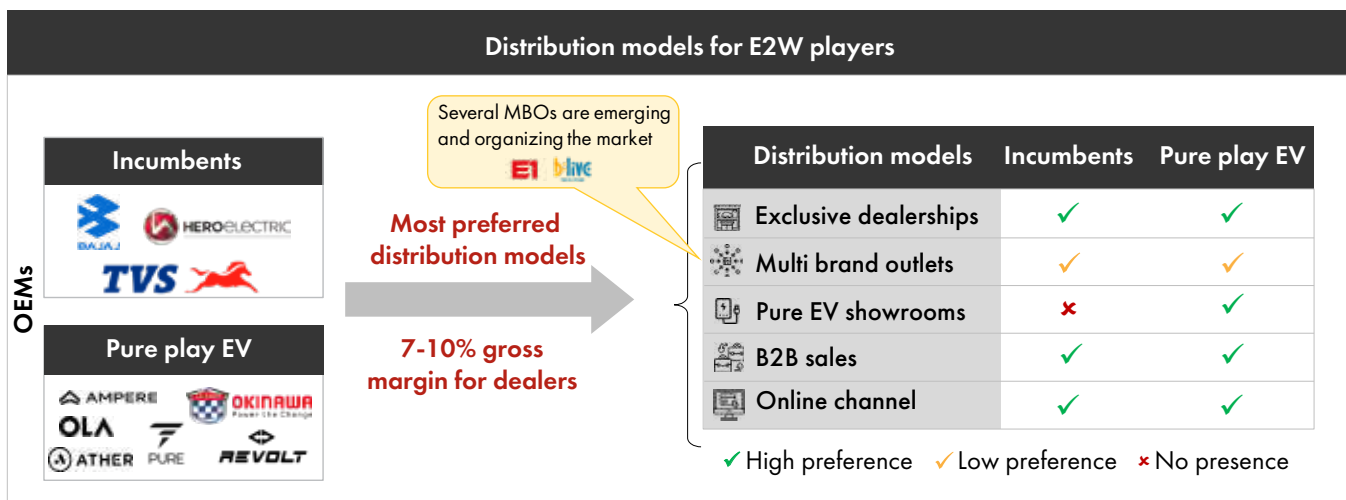 Distribution models for E2W players
Several MBOs are emerging
and organizing the market
E1 b:live
OEMs
Incumbents
BAJAJ
HEROELECTRIC
TVS
Pure play EV
AMPERE
OKINAWA
Power the Change
OLA
ATHER
PURE
REVOLT
Most preferred
distribution models
7-10% gross
margin for dealers
Distribution models Incumbents Pure play EV
Exclusive dealerships ✓ ✓
Multi brand outlets ✓ ✓
Pure EV showrooms ✗ ✓
B2B sales ✓ ✓
Online channel ✓ ✓
✓ High preference ✓ Low preference ✗ No presence